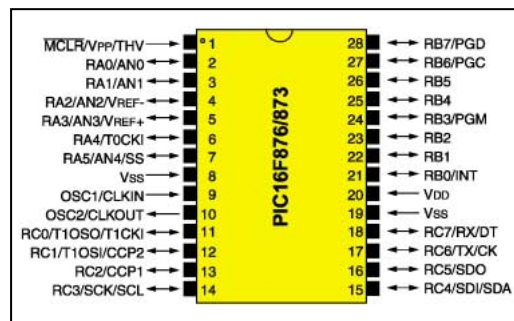 MCLR/VPP/THV 1
RA0/AN0 2
RA1/AN1 3
RA2/AN2/VREF- 4
RA3/AN3/VREF+ 5
RA4/T0CKI 6
RA5/AN4/SS 7
VSS 8
OSC1/CLKIN 9
OSC2/CLKOUT 10
RC0/T1OSO/T1CKI 11
RC1/T1OSI/CCP2 12
RC2/CCP1 13
RC3/SCK/SCL 14
PIC16F876/873
28 RB7/PGD
27 RB6/PGC
26 RB5
25 RB4
24 RB3/PGM
23 RB2
22 RB1
21 RB0/INT
20 VDD
19 VSS
18 RC7/RX/DT
17 RC6/TX/CK
16 RC5/SDO
15 RC4/SDI/SDA